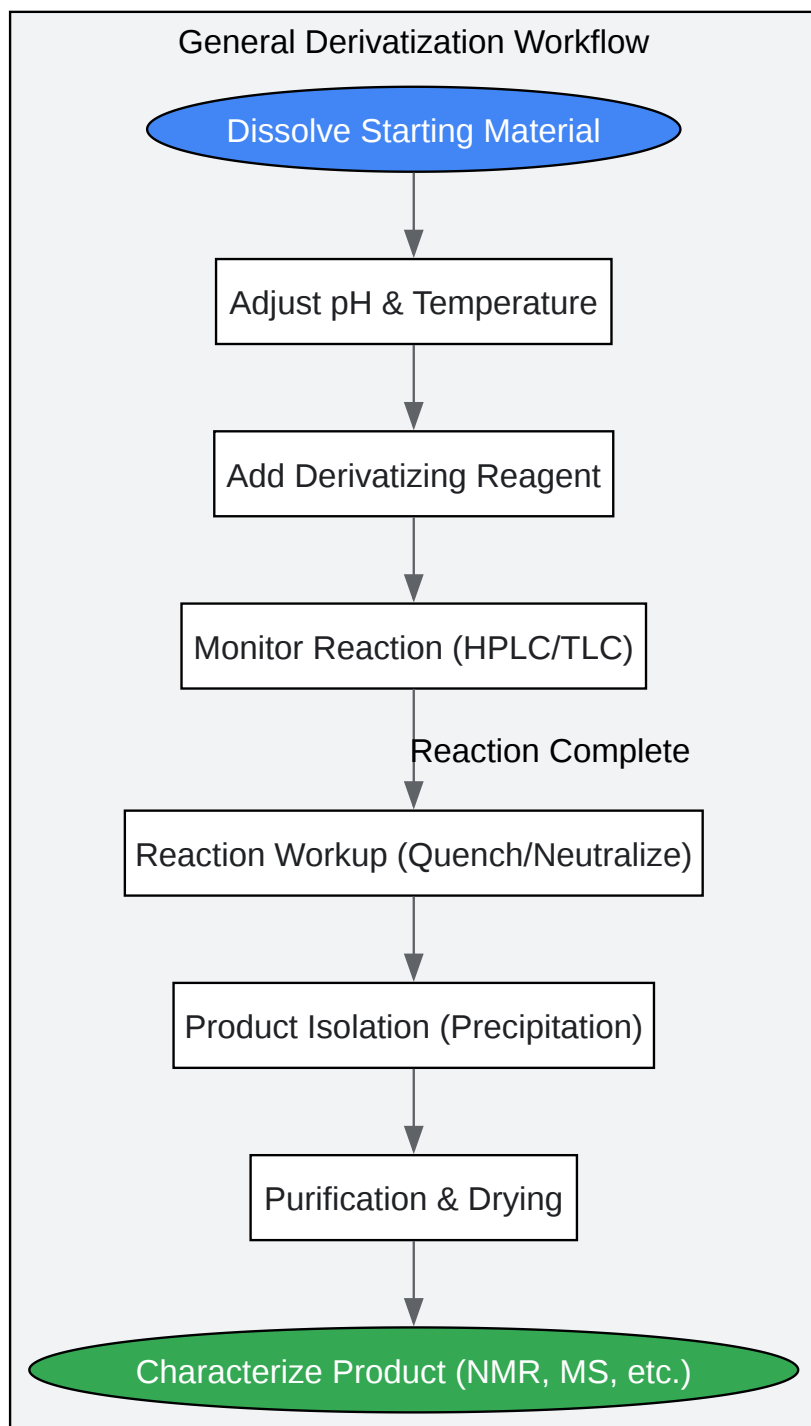 General Derivatization Workflow
Dissolve Starting Material
Adjust pH & Temperature
Add Derivatizing Reagent
Monitor Reaction (HPLC/TLC)
Reaction Complete
Reaction Workup (Quench/Neutralize)
Product Isolation (Precipitation)
Purification & Drying
Characterize Product (NMR, MS, etc.)